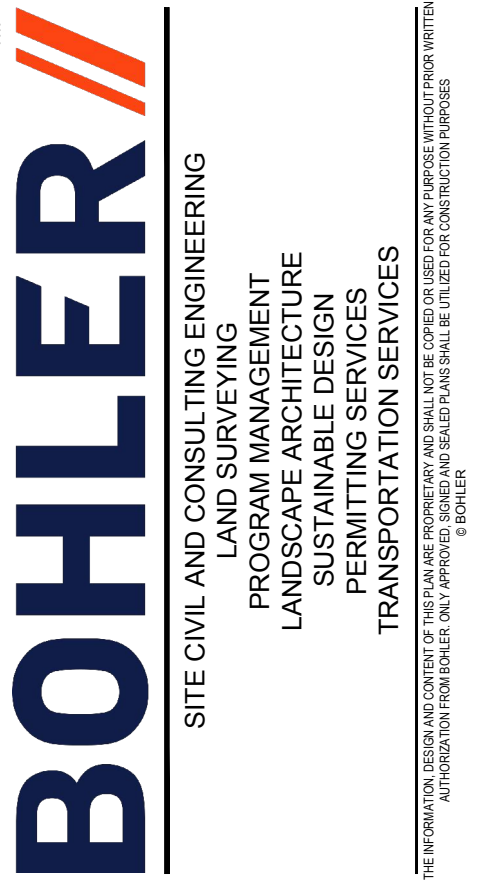 BOHLER//
SITE CIVIL AND CONSULTING ENGINEERING
LAND SURVEYING
PROGRAM MANAGEMENT
LANDSCAPE ARCHITECTURE
SUSTAINABLE DESIGN
PERMITTING SERVICES
TRANSPORTATION SERVICES
THE INFORMATION, DESIGN AND CONTENT OF THIS PLAN ARE PROPRIETARY AND SHALL NOT BE COPIED OR USED FOR ANY PURPOSE WITHOUT PRIOR WRITTEN
AUTHORIZATION FROM BOHLER. ONLY APPROVED, SIGNED AND SEALED PLANS SHALL BE UTILIZED FOR CONSTRUCTION PURPOSES
© BOHLER